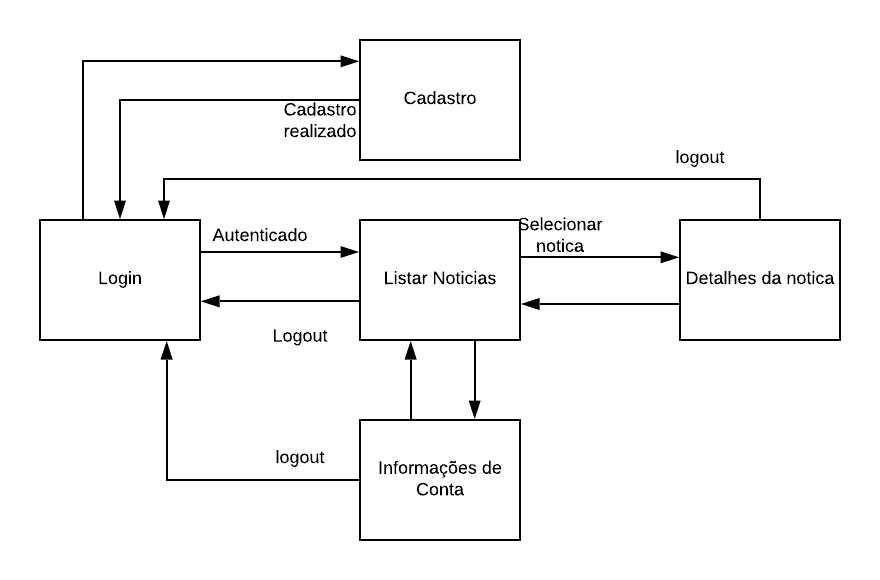 Cadastro
Cadastro
realizado
logout
Autenticado
Selecionar
notica
Login
Listar Noticias
Detalhes da notica
Logout
logout
Informações de
Conta